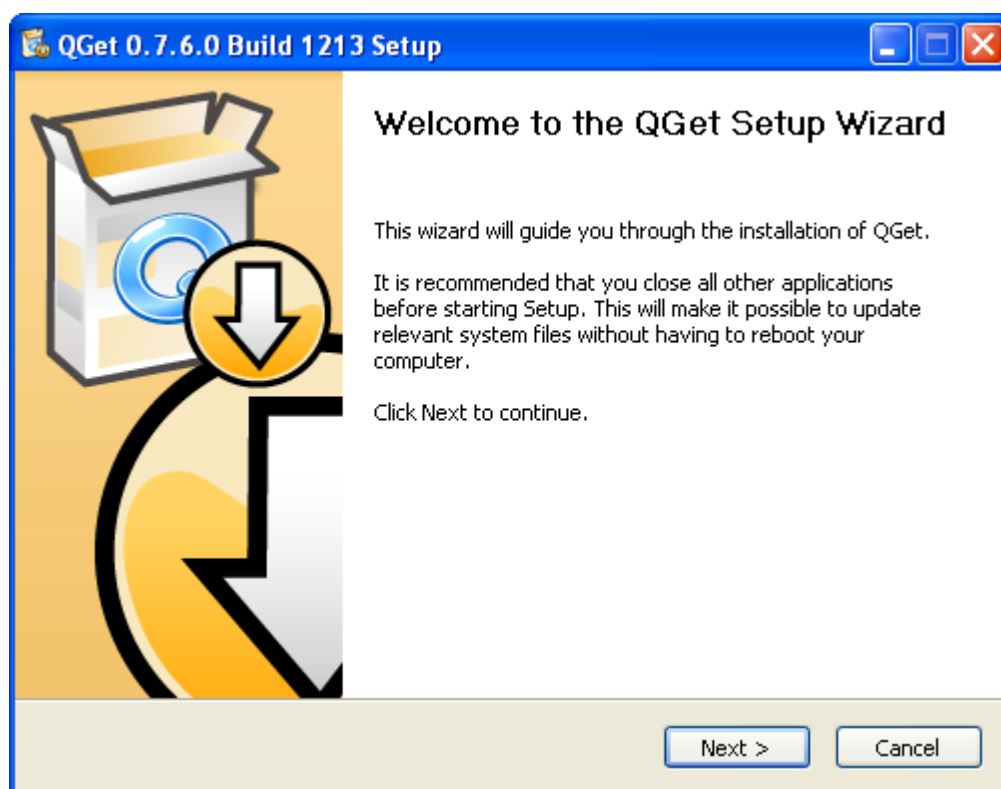 QGet 0.7.6.0 Build 1213 Setup
Welcome to the QGet Setup Wizard
This wizard will guide you through the installation of QGet.
It is recommended that you close all other applications
before starting Setup. This will make it possible to update
relevant system files without having to reboot your
computer.
Click Next to continue.
Next >
Cancel